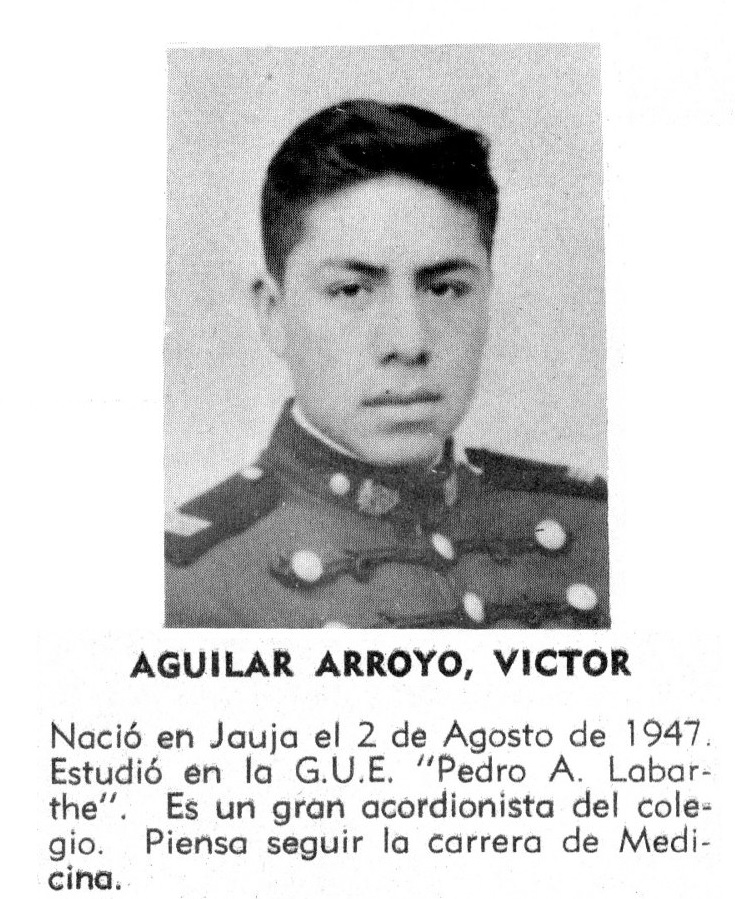 AGUILAR ARROYO, VICTOR
Nació en Jauja el 2 de Agosto de 1947.
Estudió en la G.U.E. "Pedro A. Labar-
the". Es un gran acordionista del cole-
gio. Piensa seguir la carrera de Medi-
cina.